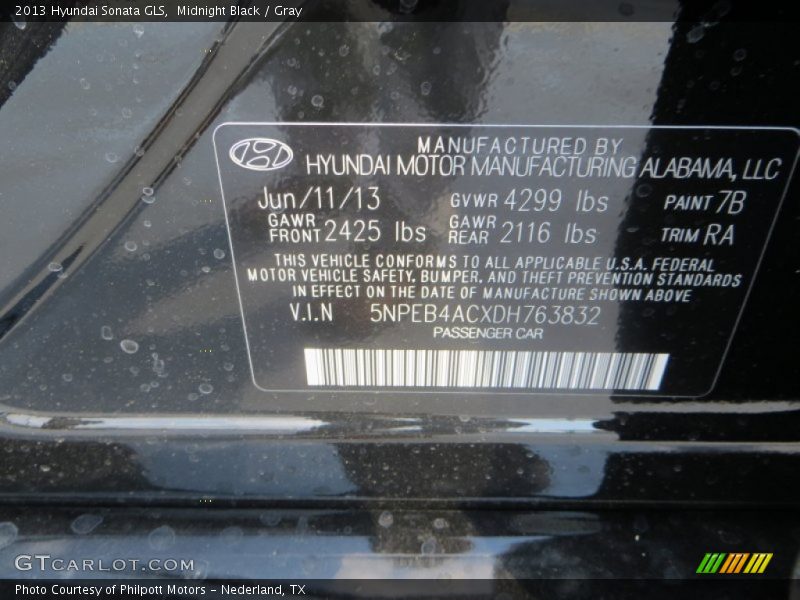 2013 Hyundai Sonata GLS, Midnight Black / Gray
MANUFACTURED BY
HYUNDAI MOTOR MANUFACTURING ALABAMA, LLC
Jun/11/13 GVWR 4299 lbs PAINT 7B
GAWR FRONT 2425 lbs GAWR REAR 2116 lbs TRIM RA
THIS VEHICLE CONFORMS TO ALL APPLICABLE U.S.A. FEDERAL
MOTOR VEHICLE SAFETY, BUMPER, AND THEFT PREVENTION STANDARDS
IN EFFECT ON THE DATE OF MANUFACTURE SHOWN ABOVE
V.I.N 5NPEB4ACXDH763832
PASSENGER CAR
GTCARLOT.COM
Photo Courtesy of Philpott Motors - Nederland, TX